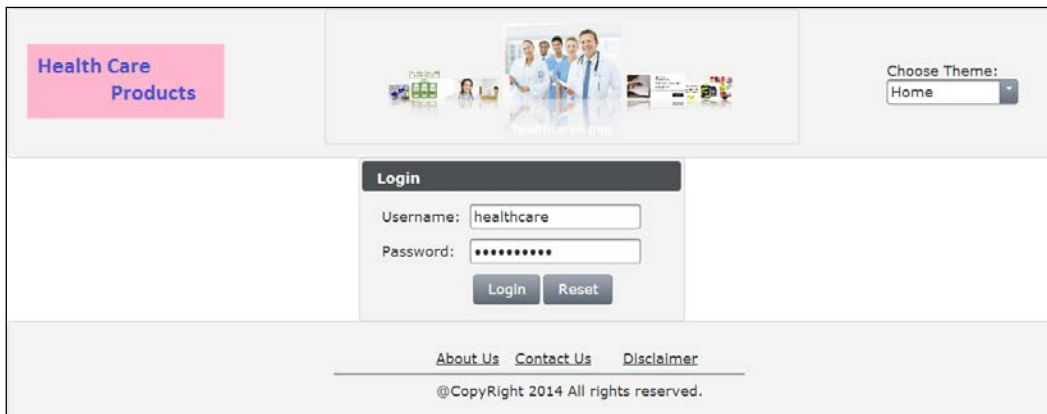 Health Care
Products
Choose Theme:
Home
Login
Username: healthcare
Password: ••••••••••
Login Reset
About Us Contact Us Disclaimer
@CopyRight 2014 All rights reserved.